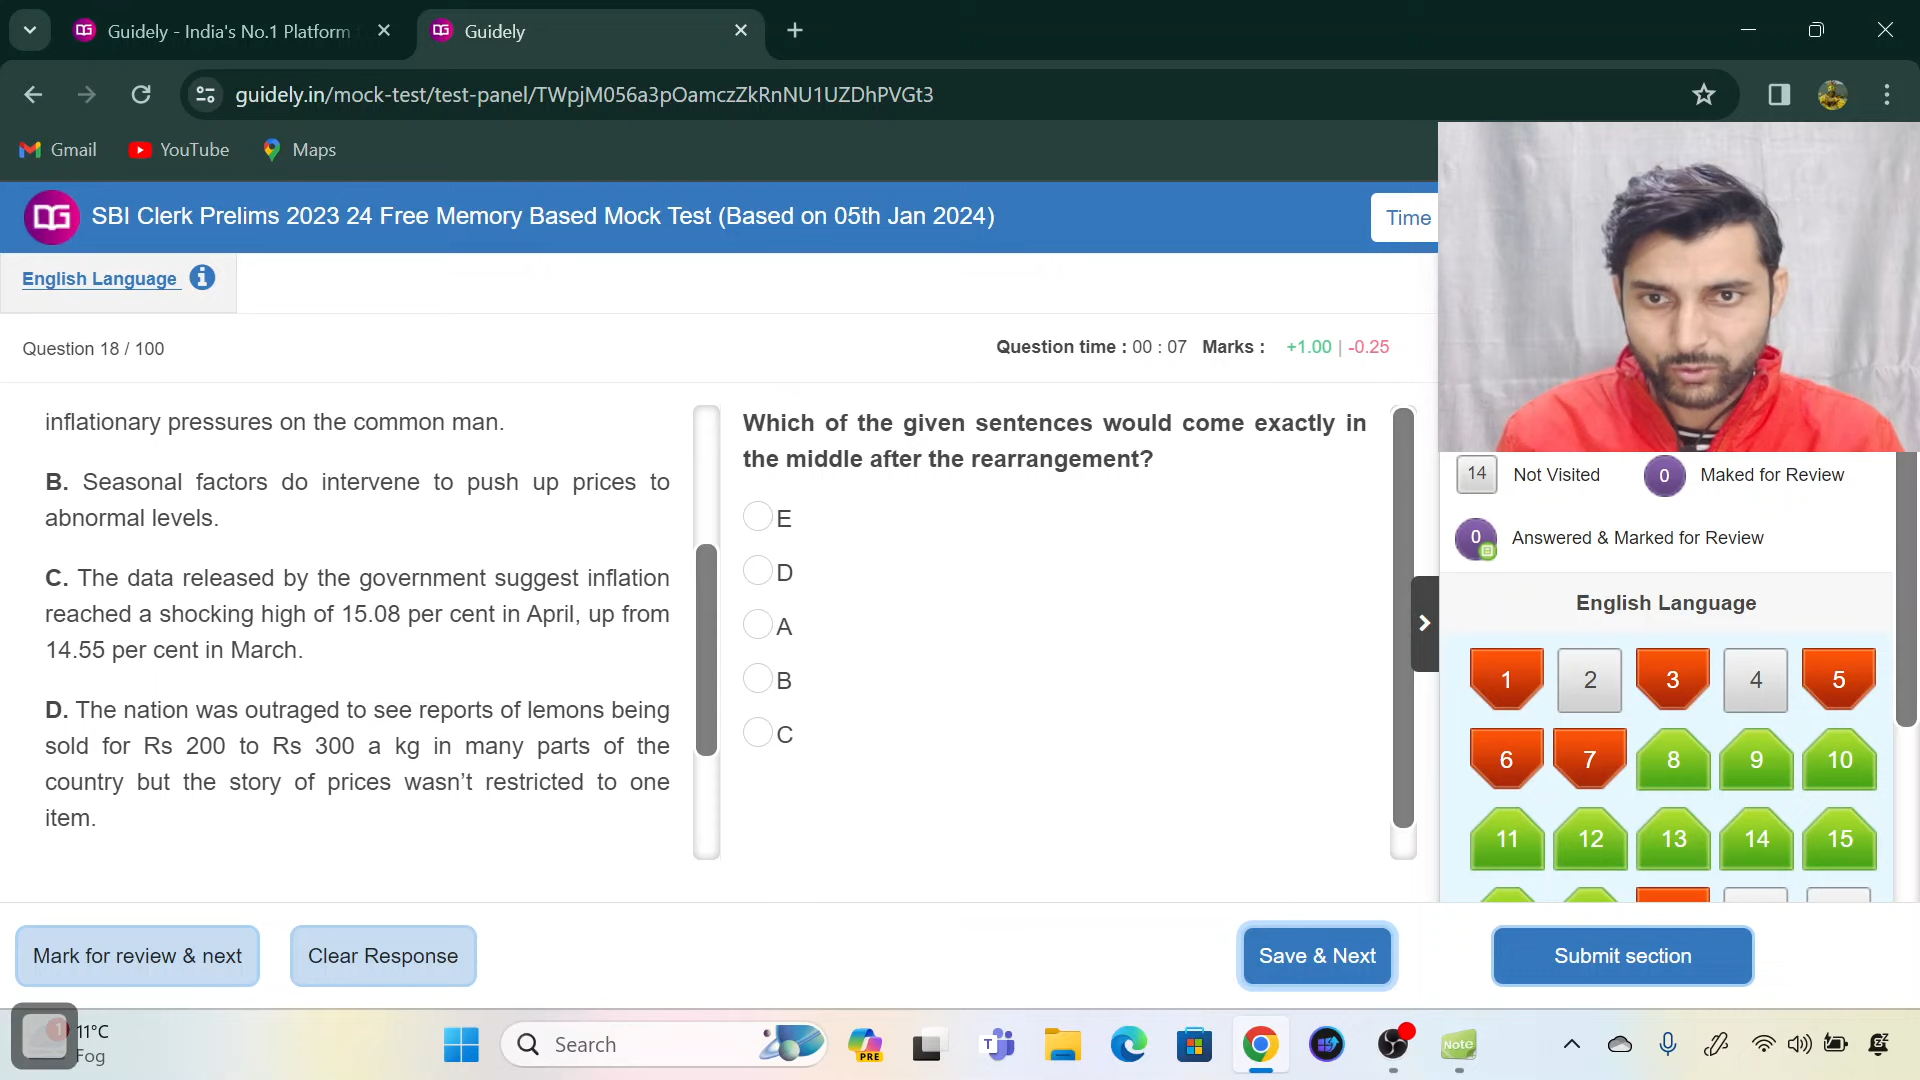 Guidely - India's No.1 Platform
Guidely
guidely.in/mock-test/test-panel/TWpjM056a3pOamczZkRnNU1UZDhPVGt3
Gmail
YouTube
Maps
DG SBI Clerk Prelims 2023 24 Free Memory Based Mock Test (Based on 05th Jan 2024)
Time
English Language
Question 18 / 100
Question time : 00 : 07 Marks : +1.00 | -0.25
inflationary pressures on the common man.
B. Seasonal factors do intervene to push up prices to
abnormal levels.
C. The data released by the government suggest inflation
reached a shocking high of 15.08 per cent in April, up from
14.55 per cent in March.
D. The nation was outraged to see reports of lemons being
sold for Rs 200 to Rs 300 a kg in many parts of the
country but the story of prices wasn't restricted to one
item.
Which of the given sentences would come exactly in
the middle after the rearrangement?
E
D
A
B
C
14 Not Visited 0 Maked for Review
0 Answered & Marked for Review
English Language
1 2 3 4 5
6 7 8 9 10
11 12 13 14 15
Mark for review & next
Clear Response
Save & Next
Submit section
1
11°C
Fog
Search
PRE
Note